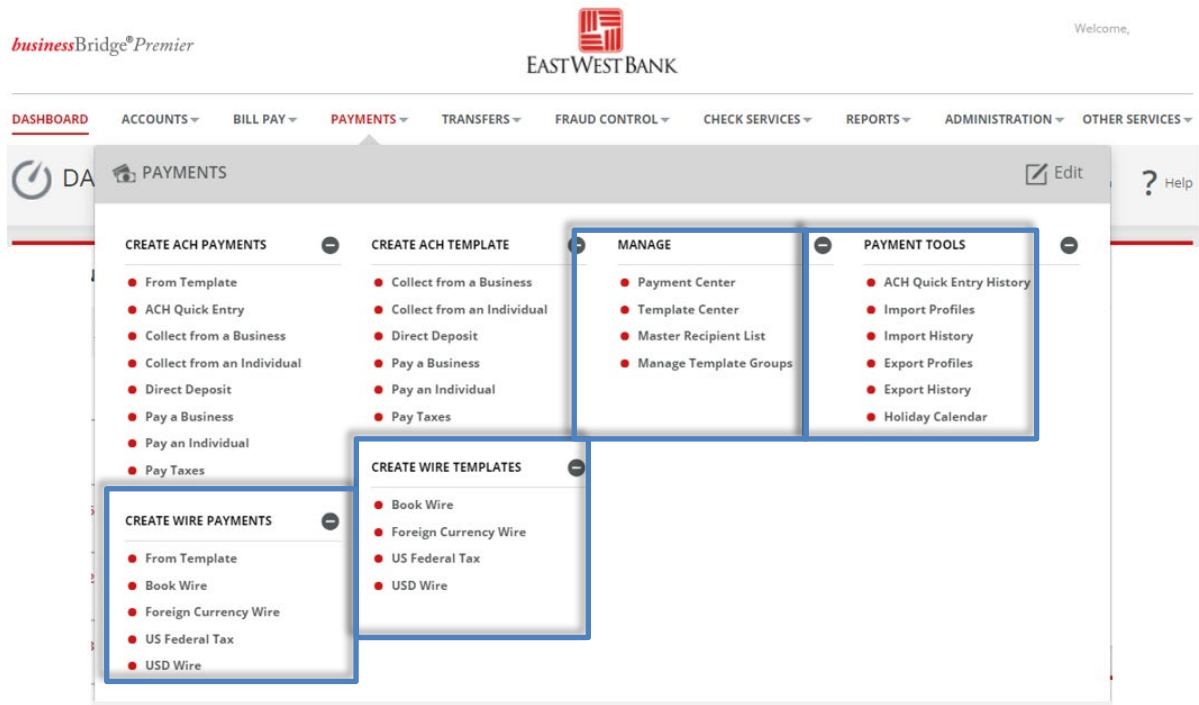 businessBridge®Premier
EAST WEST BANK
Welcome,
DASHBOARD ACCOUNTS BILL PAY PAYMENTS TRANSFERS FRAUD CONTROL CHECK SERVICES REPORTS ADMINISTRATION OTHER SERVICES
DA
PAYMENTS
Edit
? Help
CREATE ACH PAYMENTS
From Template
ACH Quick Entry
Collect from a Business
Collect from an Individual
Direct Deposit
Pay a Business
Pay an Individual
Pay Taxes
CREATE WIRE PAYMENTS
From Template
Book Wire
Foreign Currency Wire
US Federal Tax
USD Wire
CREATE ACH TEMPLATE
Collect from a Business
Collect from an Individual
Direct Deposit
Pay a Business
Pay an Individual
Pay Taxes
CREATE WIRE TEMPLATES
Book Wire
Foreign Currency Wire
US Federal Tax
USD Wire
MANAGE
Payment Center
Template Center
Master Recipient List
Manage Template Groups
PAYMENT TOOLS
ACH Quick Entry History
Import Profiles
Import History
Export Profiles
Export History
Holiday Calendar